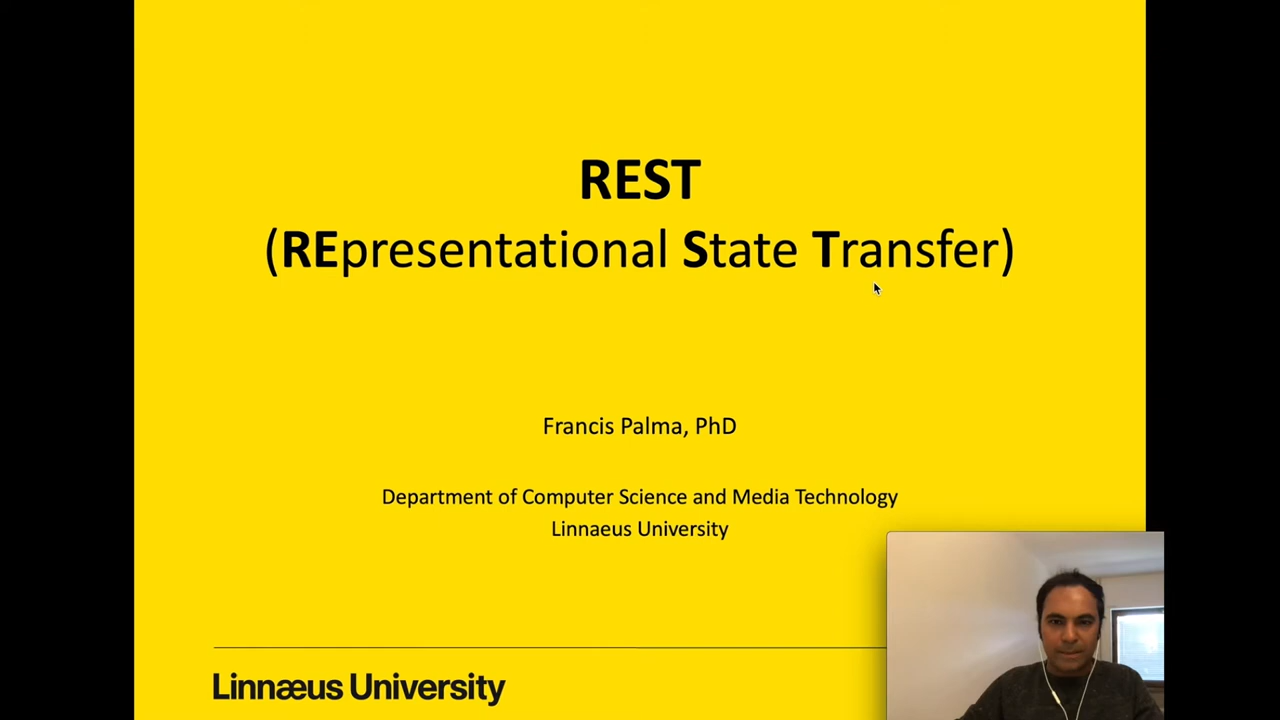 REST
(REpresentational State Transfer)
Francis Palma, PhD
Department of Computer Science and Media Technology
Linnaeus University
Linnæus University